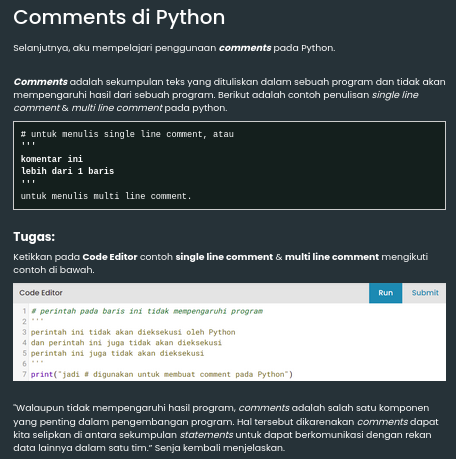 Comments di Python
Selanjutnya, aku mempelajari penggunaan comments pada Python.
Comments adalah sekumpulan teks yang dituliskan dalam sebuah program dan tidak akan
mempengaruhi hasil dari sebuah program. Berikut adalah contoh penulisan single line
comment & multi line comment pada python.
# untuk menulis single line comment, atau
'''
komentar ini
lebih dari 1 baris
'''
untuk menulis multi line comment.
Tugas:
Ketikkan pada Code Editor contoh single line comment & multi line comment mengikuti
contoh di bawah.
Code Editor Run Submit
1 # perintah pada baris ini tidak mempengaruhi program
2 '''
3 perintah ini tidak akan dieksekusi oleh Python
4 dan perintah ini juga tidak akan dieksekusi
5 perintah ini juga tidak akan dieksekusi
6 '''
7 print("jadi # digunakan untuk membuat comment pada Python")
"Walaupun tidak mempengaruhi hasil program, comments adalah salah satu komponen
yang penting dalam pengembangan program. Hal tersebut dikarenakan comments dapat
kita selipkan di antara sekumpulan statements untuk dapat berkomunikasi dengan rekan
data lainnya dalam satu tim." Senja kembali menjelaskan.